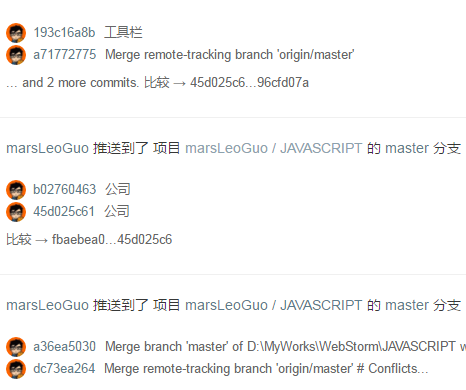 193c16a8b 工具栏
a71772775 Merge remote-tracking branch 'origin/master'
... and 2 more commits. 比较 → 45d025c6...96cfd07a
marsLeoGuo 推送到了 项目 marsLeoGuo / JAVASCRIPT 的 master 分支
b02760463 公司
45d025c61 公司
比较 → fbaebea0...45d025c6
marsLeoGuo 推送到了 项目 marsLeoGuo / JAVASCRIPT 的 master 分支
a36ea5030 Merge branch 'master' of D:\MyWorks\WebStorm\JAVASCRIPT w
dc73ea264 Merge remote-tracking branch 'origin/master' # Conflicts...